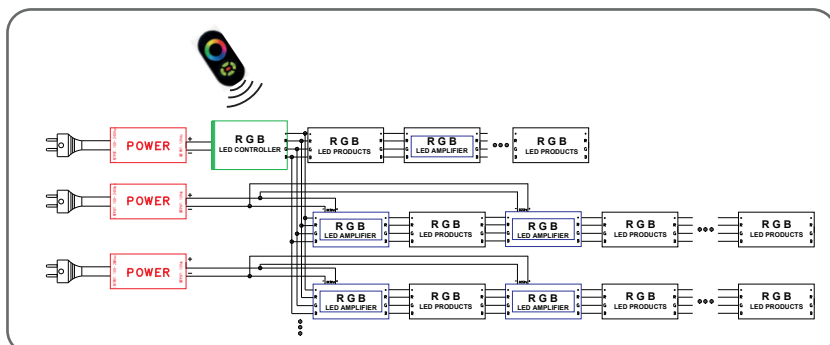 POWER
+
−
RGB
LED CONTROLLER
RGB
LED PRODUCTS
RGB
LED AMPLIFIER
RGB
LED PRODUCTS
POWER
+
−
RGB
LED AMPLIFIER
RGB
LED PRODUCTS
RGB
LED AMPLIFIER
RGB
LED PRODUCTS
RGB
LED PRODUCTS
POWER
+
−
RGB
LED AMPLIFIER
RGB
LED PRODUCTS
RGB
LED AMPLIFIER
RGB
LED PRODUCTS
RGB
LED PRODUCTS